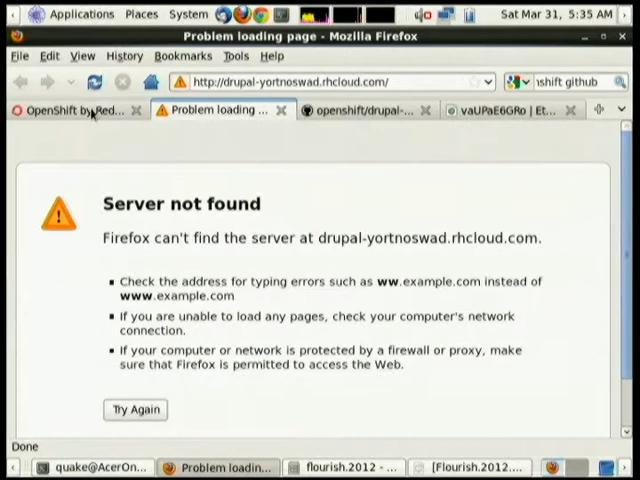 Applications Places System Sat Mar 31, 5:35 AM
Problem loading page - Mozilla Firefox
File Edit View History Bookmarks Tools Help
http://drupal-yortnoswad.rhcloud.com/ ıshift github
OpenShift by Red... Problem loading ... openshift/drupal-... vaUPaE6GRo | Et...
Server not found
Firefox can't find the server at drupal-yortnoswad.rhcloud.com.
Check the address for typing errors such as ww.example.com instead of
www.example.com
If you are unable to load any pages, check your computer's network
connection.
If your computer or network is protected by a firewall or proxy, make
sure that Firefox is permitted to access the Web.
Try Again
Done
quake@AcerOn... Problem loadin... flourish.2012 - ... [Flourish.2012....